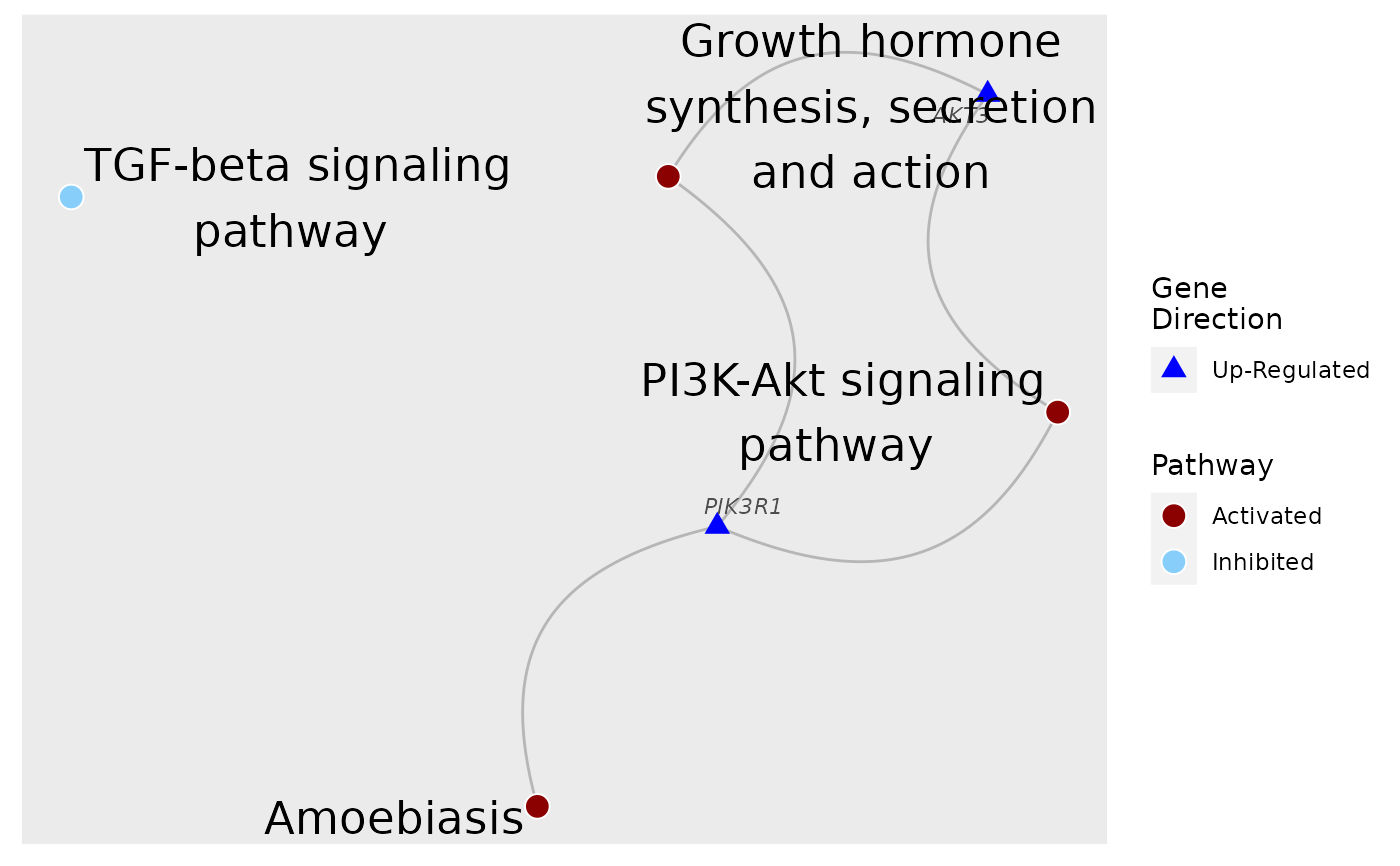 Growth hormone
synthesis, secretion
and action
AKT3
TGF-beta signaling
pathway
PI3K-Akt signaling
pathway
PIK3R1
Amoebiasis
Gene
Direction
Up-Regulated
Pathway
Activated
Inhibited